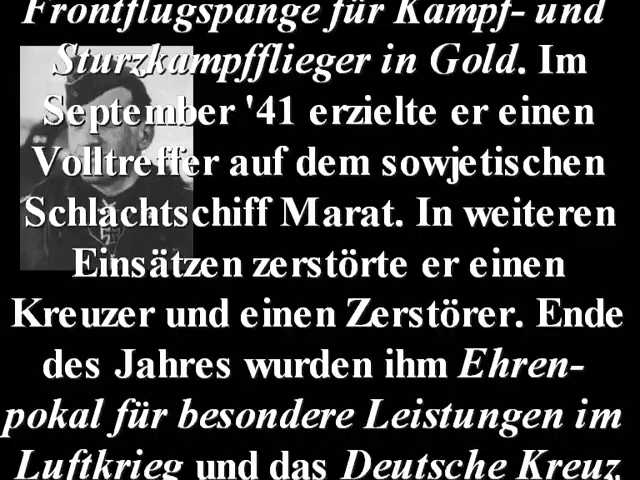 Frontflugspange für Kampf- und
Sturzkampfflieger in Gold. Im
September '41 erzielte er einen
Volltreffer auf dem sowjetischen
Schlachtschiff Marat. In weiteren
Einsätzen zerstörte er einen
Kreuzer und einen Zerstörer. Ende
des Jahres wurden ihm Ehren-
pokal für besondere Leistungen im
Luftkrieg und das Deutsche Kreuz